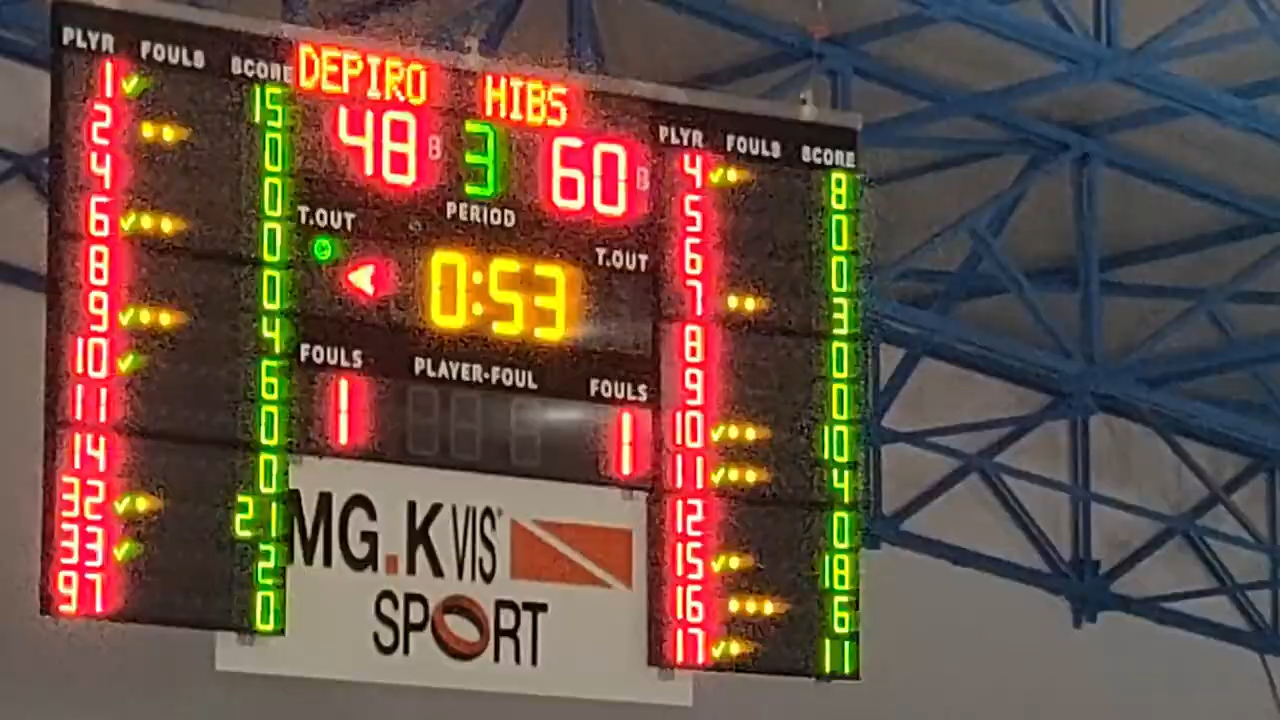 PLYR FOULS SCORE
1 15
2 0
4 0
6 0
8 0
9 4
10 6
11 0
14 0
32 21
33 2
97 0
DEPIRO HIBS
48 B 3 60 B
PERIOD
T.OUT T.OUT
0:53
FOULS PLAYER-FOUL FOULS
1 1
PLYR FOULS SCORE
4 8
5 0
6 0
7 3
8 0
9 0
10 10
11 4
12 0
15 18
16 6
17 11
MG.KVIS
SPORT